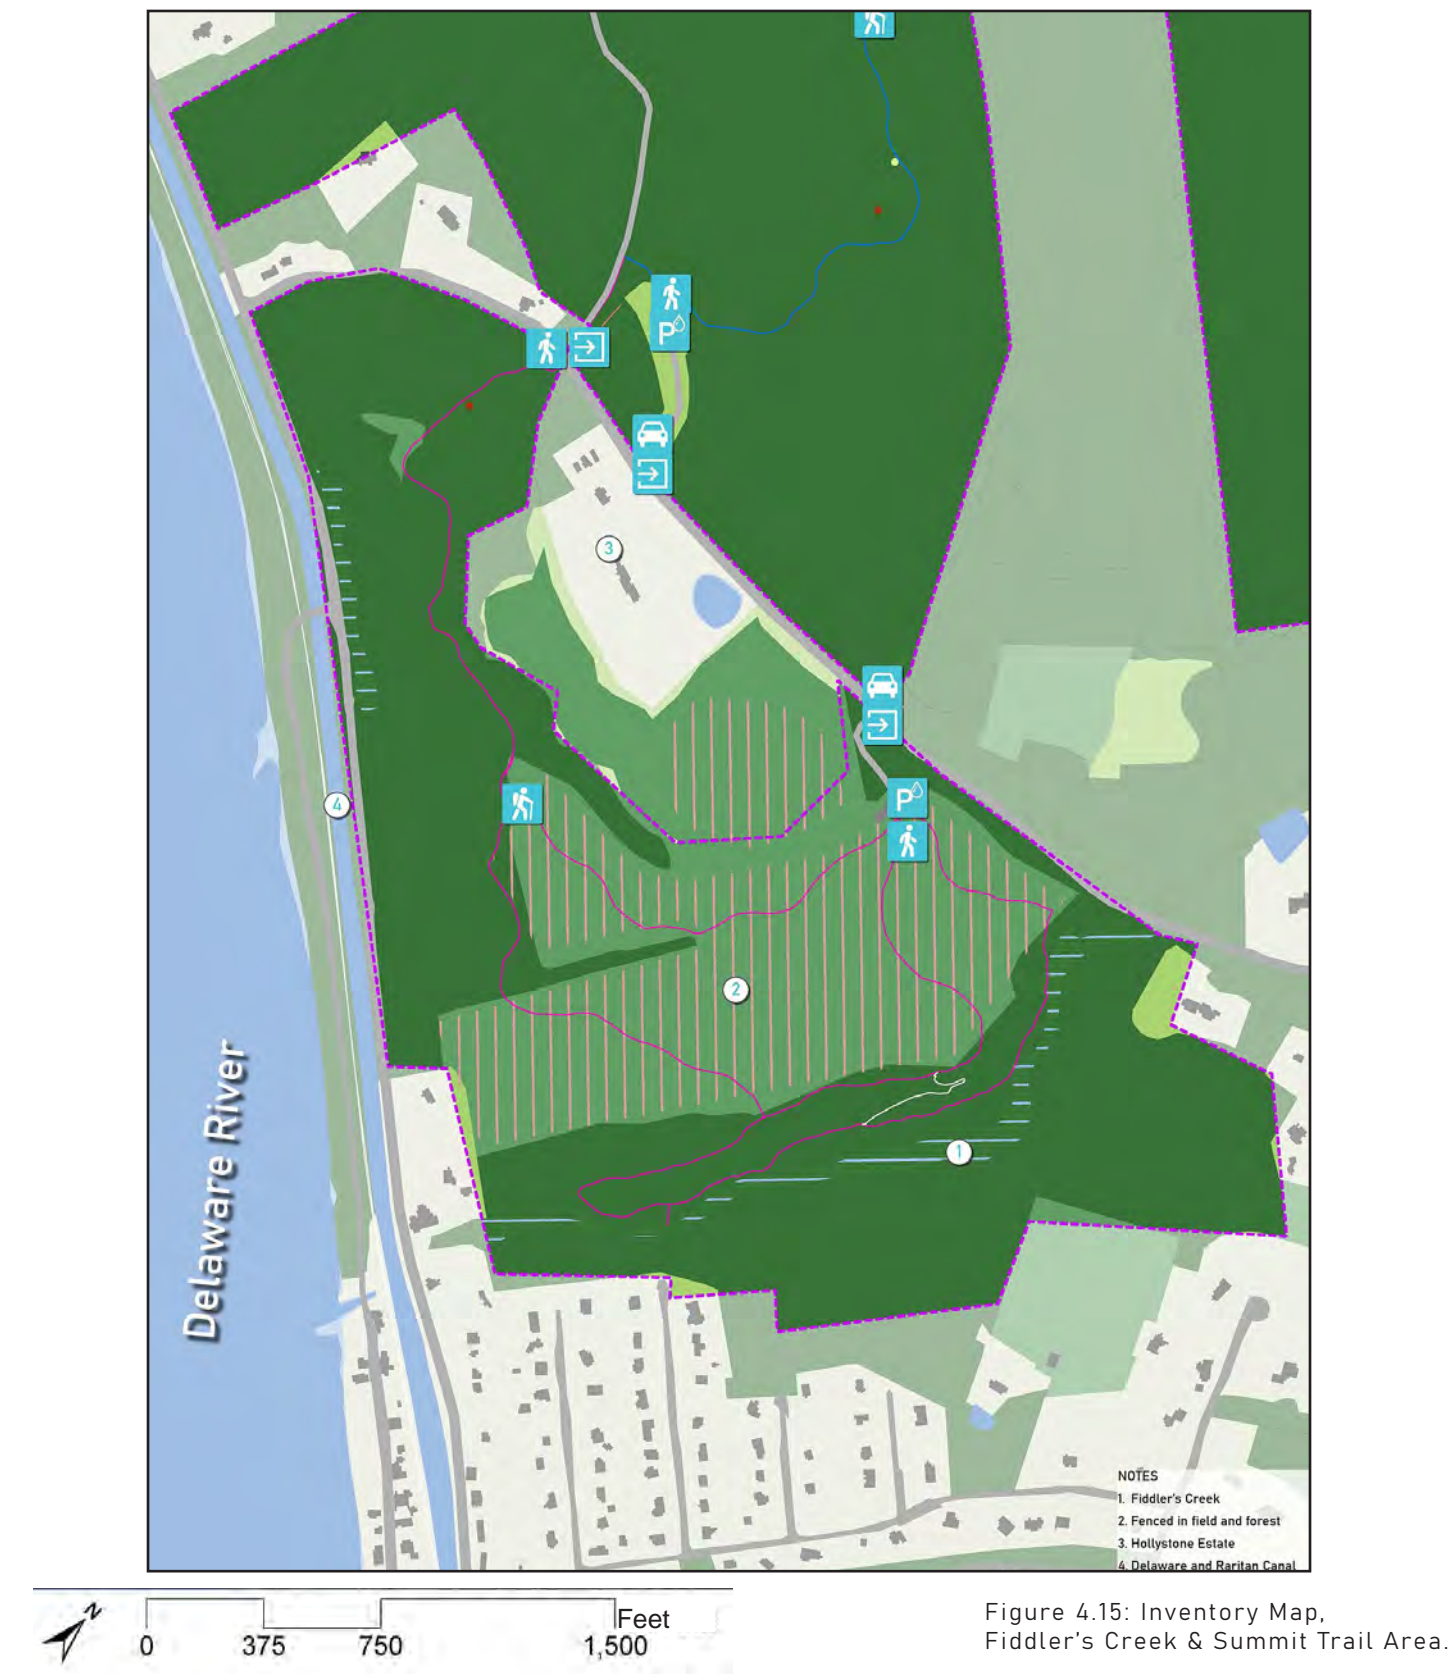 P
3
4
P
2
1
Delaware River
NOTES
1. Fiddler's Creek
2. Fenced in field and forest
3. Hollystone Estate
4. Delaware and Raritan Canal
N
Feet
0 375 750 1,500
Figure 4.15: Inventory Map,
Fiddler's Creek & Summit Trail Area.